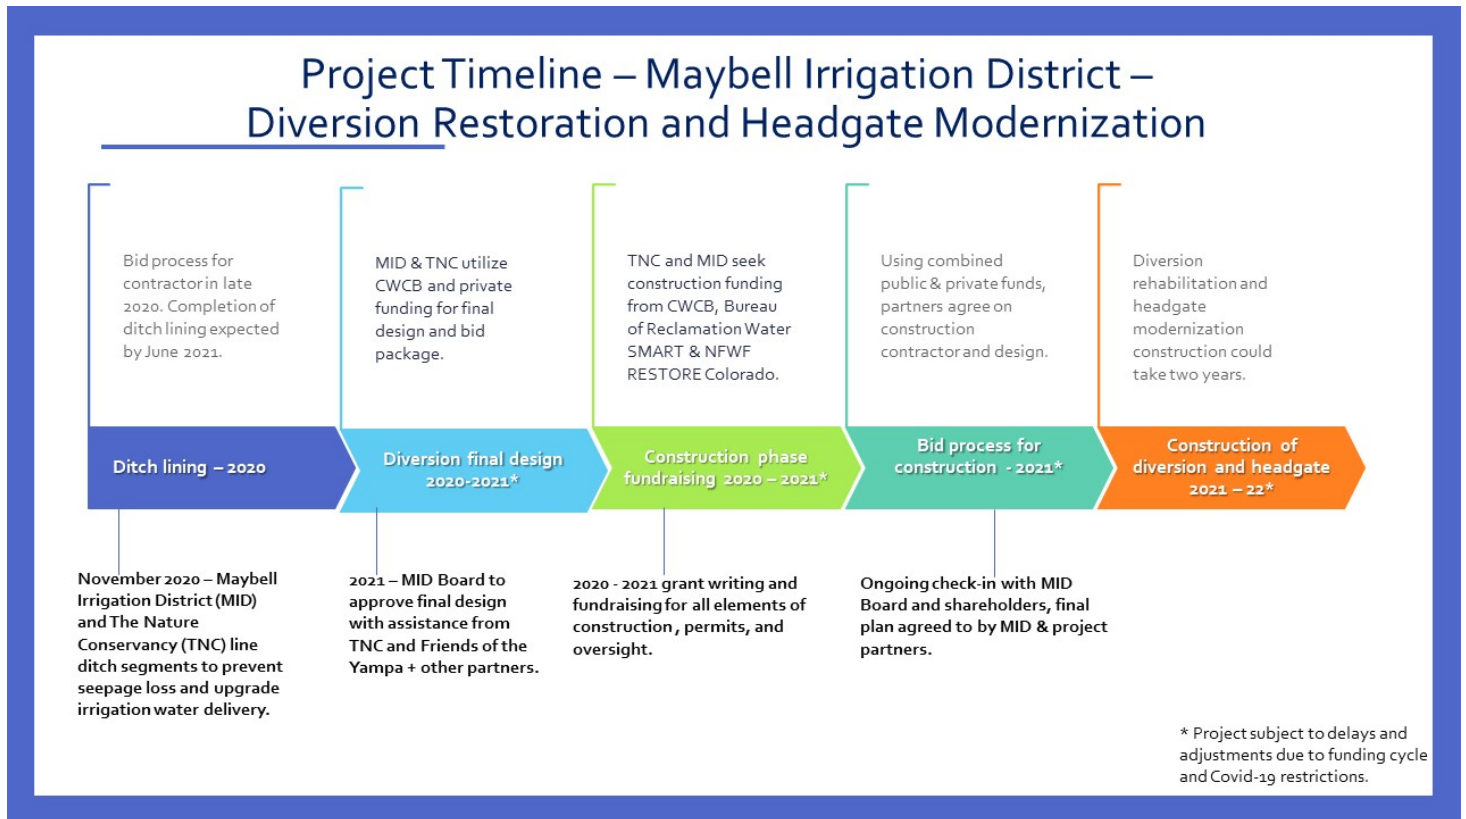 Project Timeline – Maybell Irrigation District –
Diversion Restoration and Headgate Modernization
Bid process for
contractor in late
2020. Completion of
ditch lining expected
by June 2021.
MID & TNC utilize
CWCB and private
funding for final
design and bid
package.
TNC and MID seek
construction funding
from CWCB, Bureau
of Reclamation Water
SMART & NFWF
RESTORE Colorado.
Using combined
public & private funds,
partners agree on
construction
contractor and design.
Diversion
rehabilitation and
headgate
modernization
construction could
take two years.
Ditch lining – 2020
Diversion final design
2020-2021*
Construction phase
fundraising 2020 – 2021*
Bid process for
construction - 2021*
Construction of
diversion and headgate
2021 – 22*
November 2020 – Maybell
Irrigation District (MID)
and The Nature
Conservancy (TNC) line
ditch segments to prevent
seepage loss and upgrade
irrigation water delivery.
2021 – MID Board to
approve final design
with assistance from
TNC and Friends of the
Yampa + other partners.
2020 - 2021 grant writing and
fundraising for all elements of
construction , permits, and
oversight.
Ongoing check-in with MID
Board and shareholders, final
plan agreed to by MID & project
partners.
* Project subject to delays and
adjustments due to funding cycle
and Covid-19 restrictions.